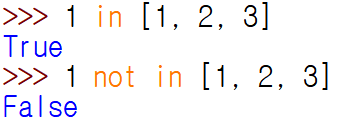 >>> 1 in [1, 2, 3]
True
>>> 1 not in [1, 2, 3]
False